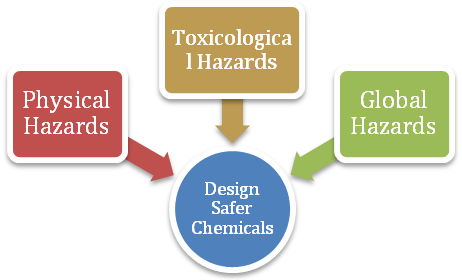 Toxicologica
l Hazards
Physical
Hazards
Global
Hazards
Design
Safer
Chemicals